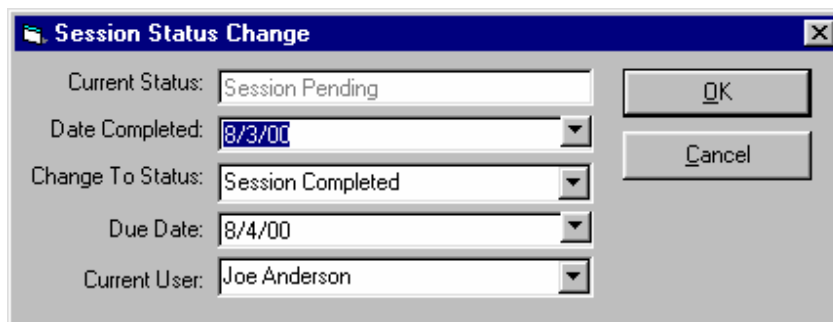 Session Status Change
Current Status: Session Pending
OK
Date Completed: 8/3/00
Cancel
Change To Status: Session Completed
Due Date: 8/4/00
Current User: Joe Anderson